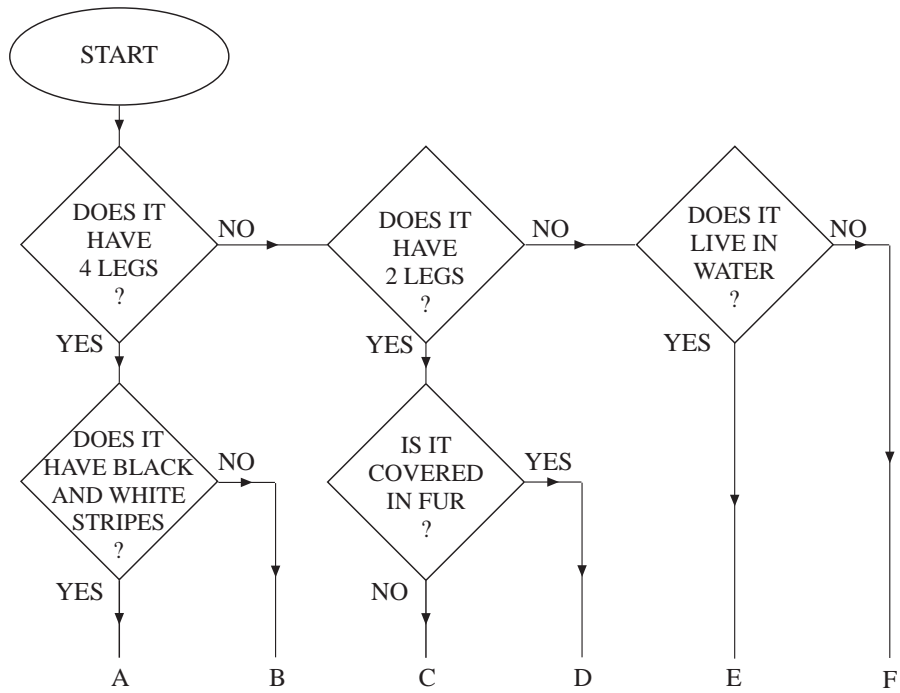 START
DOES IT
HAVE
4 LEGS
?
NO
DOES IT
HAVE
2 LEGS
?
NO
DOES IT
LIVE IN
WATER
?
NO
YES
YES
YES
DOES IT
HAVE BLACK
AND WHITE
STRIPES
?
NO
IS IT
COVERED
IN FUR
?
YES
YES
NO
A
B
C
D
E
F